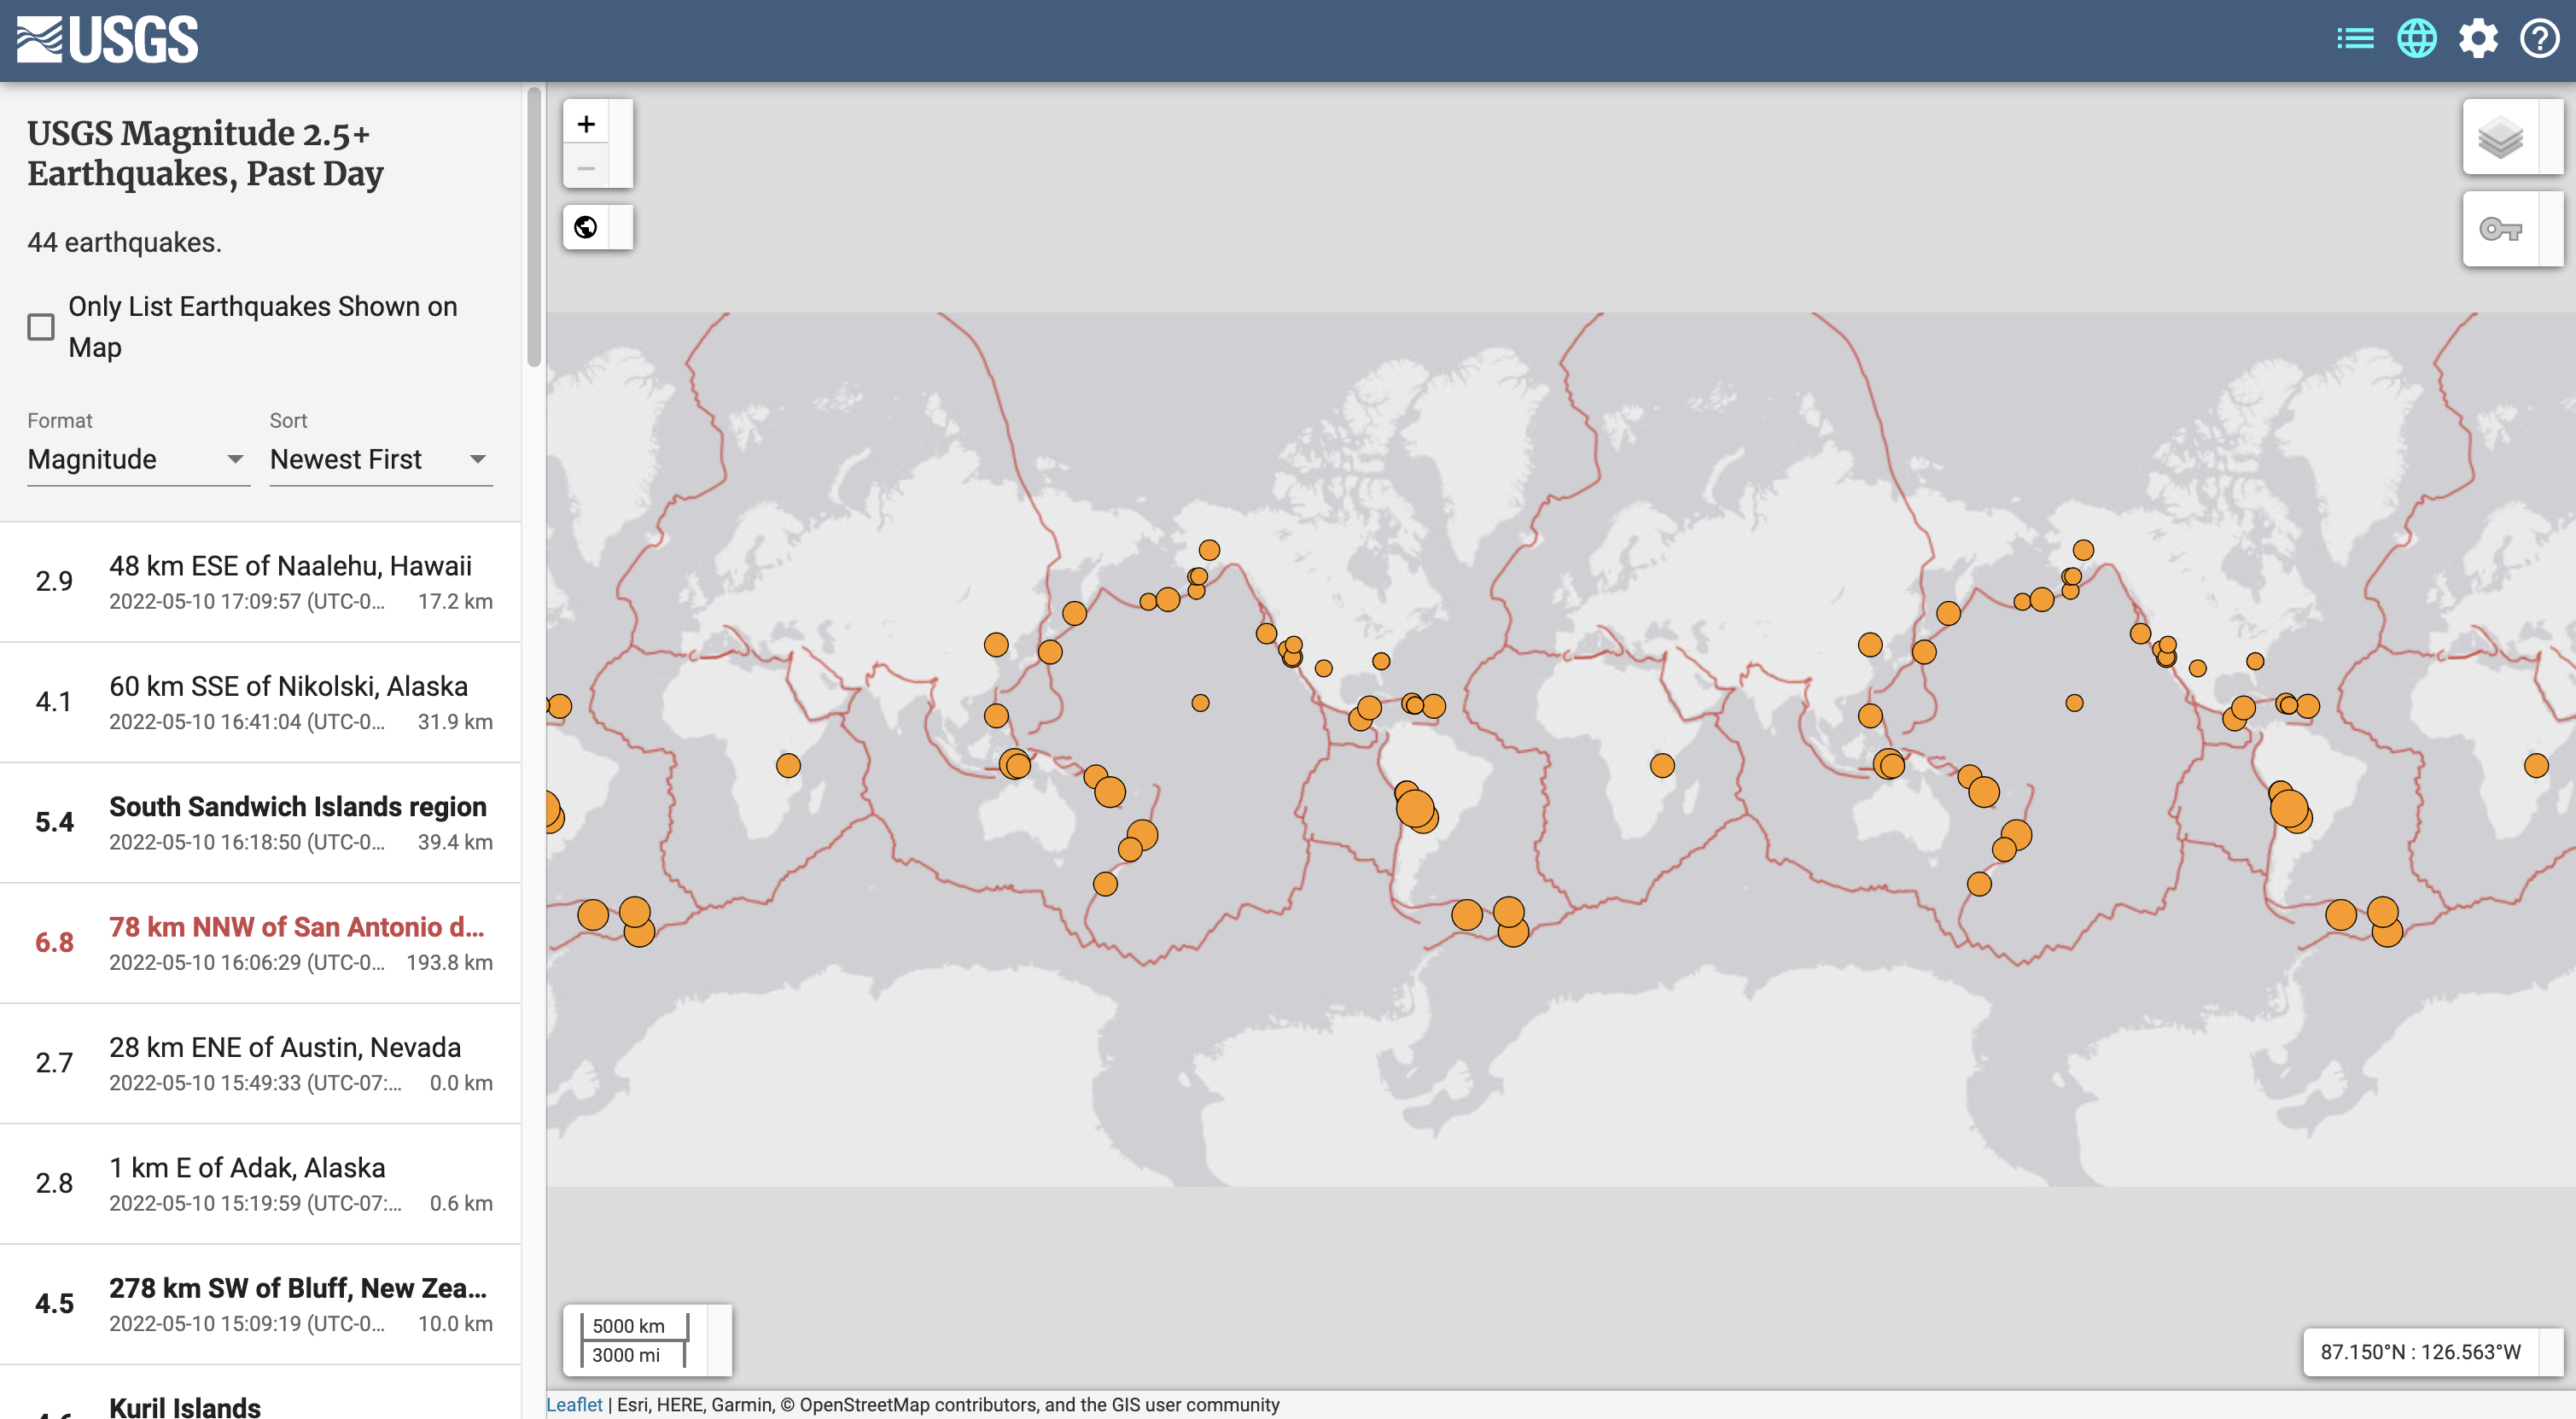 USGS
USGS Magnitude 2.5+
Earthquakes, Past Day
44 earthquakes.
Only List Earthquakes Shown on
Map
Format
Sort
Magnitude
Newest First
2.9
48 km ESE of Naalehu, Hawaii
2022-05-10 17:09:57 (UTC-0...
17.2 km
4.1
60 km SSE of Nikolski, Alaska
2022-05-10 16:41:04 (UTC-0...
31.9 km
5.4
South Sandwich Islands region
2022-05-10 16:18:50 (UTC-0...
39.4 km
6.8
78 km NNW of San Antonio d...
2022-05-10 16:06:29 (UTC-0...
193.8 km
2.7
28 km ENE of Austin, Nevada
2022-05-10 15:49:33 (UTC-07:...
0.0 km
2.8
1 km E of Adak, Alaska
2022-05-10 15:19:59 (UTC-07:...
0.6 km
4.5
278 km SW of Bluff, New Zea...
2022-05-10 15:09:19 (UTC-0...
10.0 km
Kuril Islands
+
−
5000 km
3000 mi
87.150°N : 126.563°W
Leaflet | Esri, HERE, Garmin, © OpenStreetMap contributors, and the GIS user community